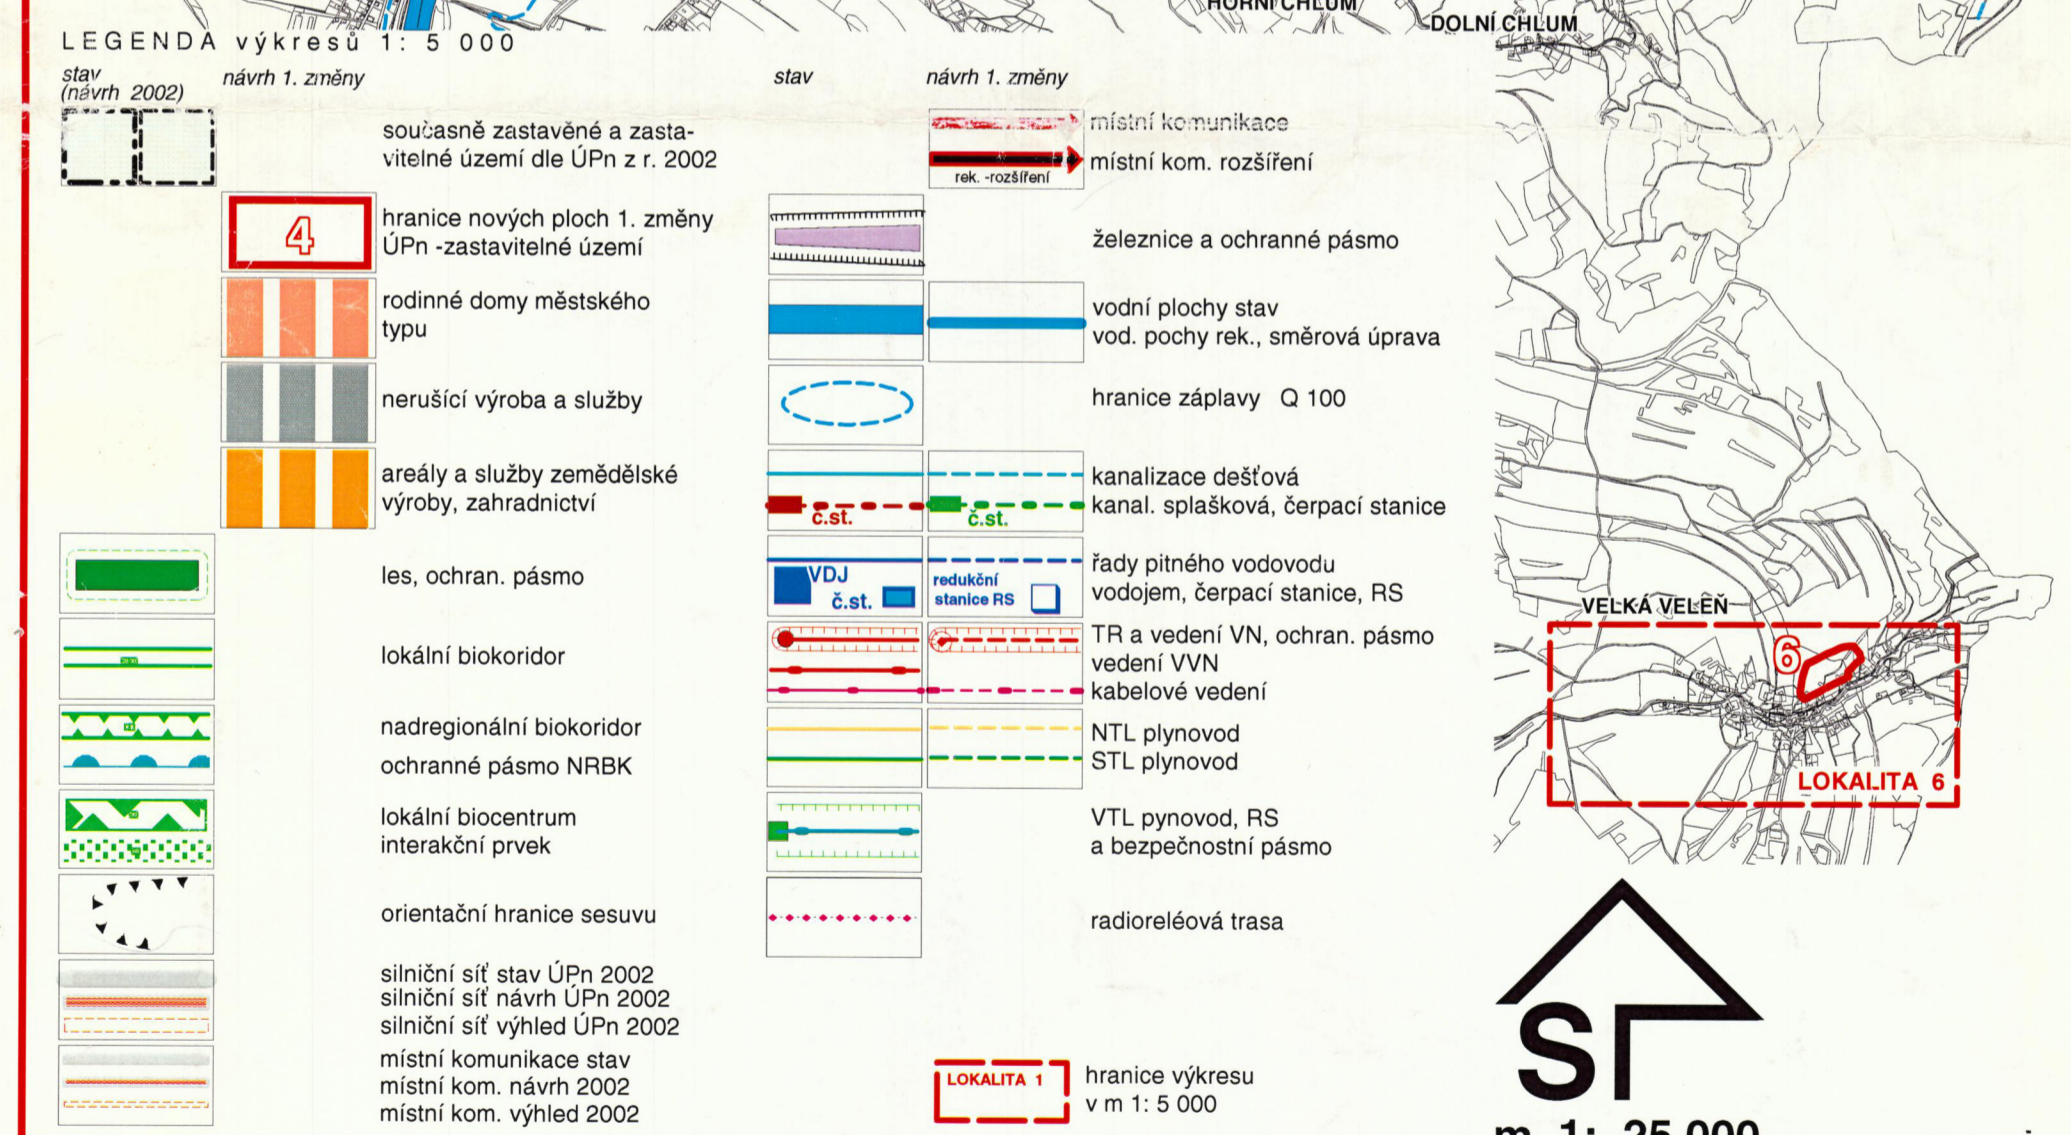 HORNÍ CHLUM
DOLNÍ CHLUM
LEGENDA výkresů 1: 5 000
stav
(návrh 2002)
návrh 1. změny
současně zastavěné a zasta-
vitelné území dle ÚPn z r. 2002
4
hranice nových ploch 1. změny
ÚPn -zastavitelné území
rodinné domy městského
typu
nerušící výroba a služby
areály a služby zemědělské
výroby, zahradnictví
les, ochran. pásmo
lokální biokoridor
nadregionální biokoridor
ochranné pásmo NRBK
lokální biocentrum
interakční prvek
orientační hranice sesuvu
silniční síť stav ÚPn 2002
silniční síť návrh ÚPn 2002
silniční síť výhled ÚPn 2002
místní komunikace stav
místní kom. návrh 2002
místní kom. výhled 2002
stav
návrh 1. změny
místní komunikace
místní kom. rozšíření
rek. -rozšíření
železnice a ochranné pásmo
vodní plochy stav
vod. pochy rek., směrová úprava
hranice záplavy Q 100
kanalizace dešťová
kanal. splašková, čerpací stanice
č.st.
č.st.
řady pitného vodovodu
vodojem, čerpací stanice, RS
VDJ
č.st.
redukční
stanice RS
TR a vedení VN, ochran. pásmo
vedení VVN
kabelové vedení
NTL plynovod
STL plynovod
VTL pynovod, RS
a bezpečnostní pásmo
radioreléová trasa
LOKALITA 1
hranice výkresu
v m 1: 5 000
VELKÁ VELEŇ
6
LOKALITA 6
S
m 1: 25 000